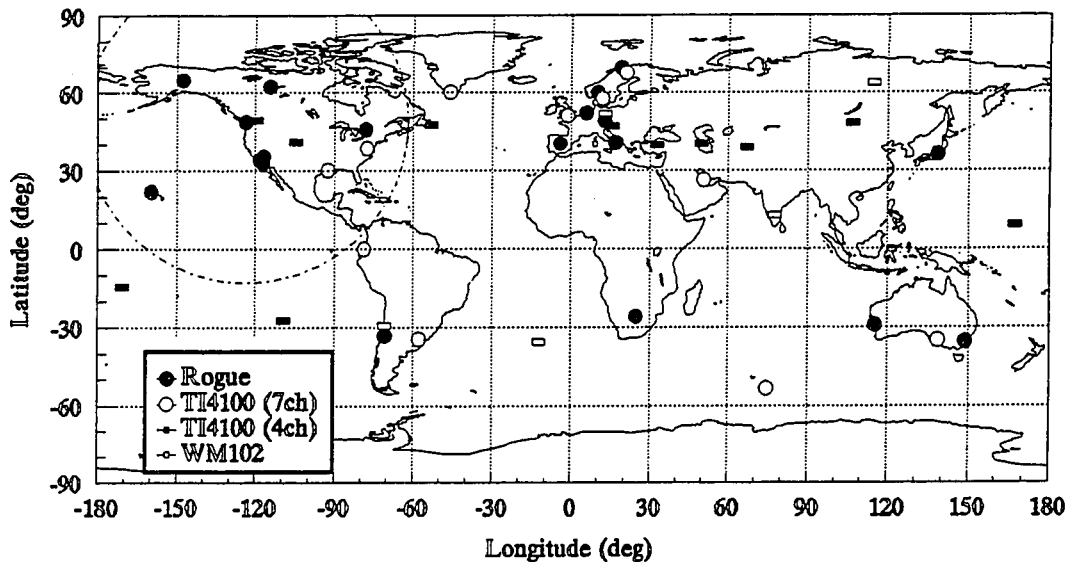 90
60
30
0
-30
-60
-90
Latitude (deg)
Rogue
TI4100 (7ch)
TI4100 (4ch)
WM102
-180 -150 -120 -90 -60 -30 0 30 60 90 120 150 180
Longitude (deg)